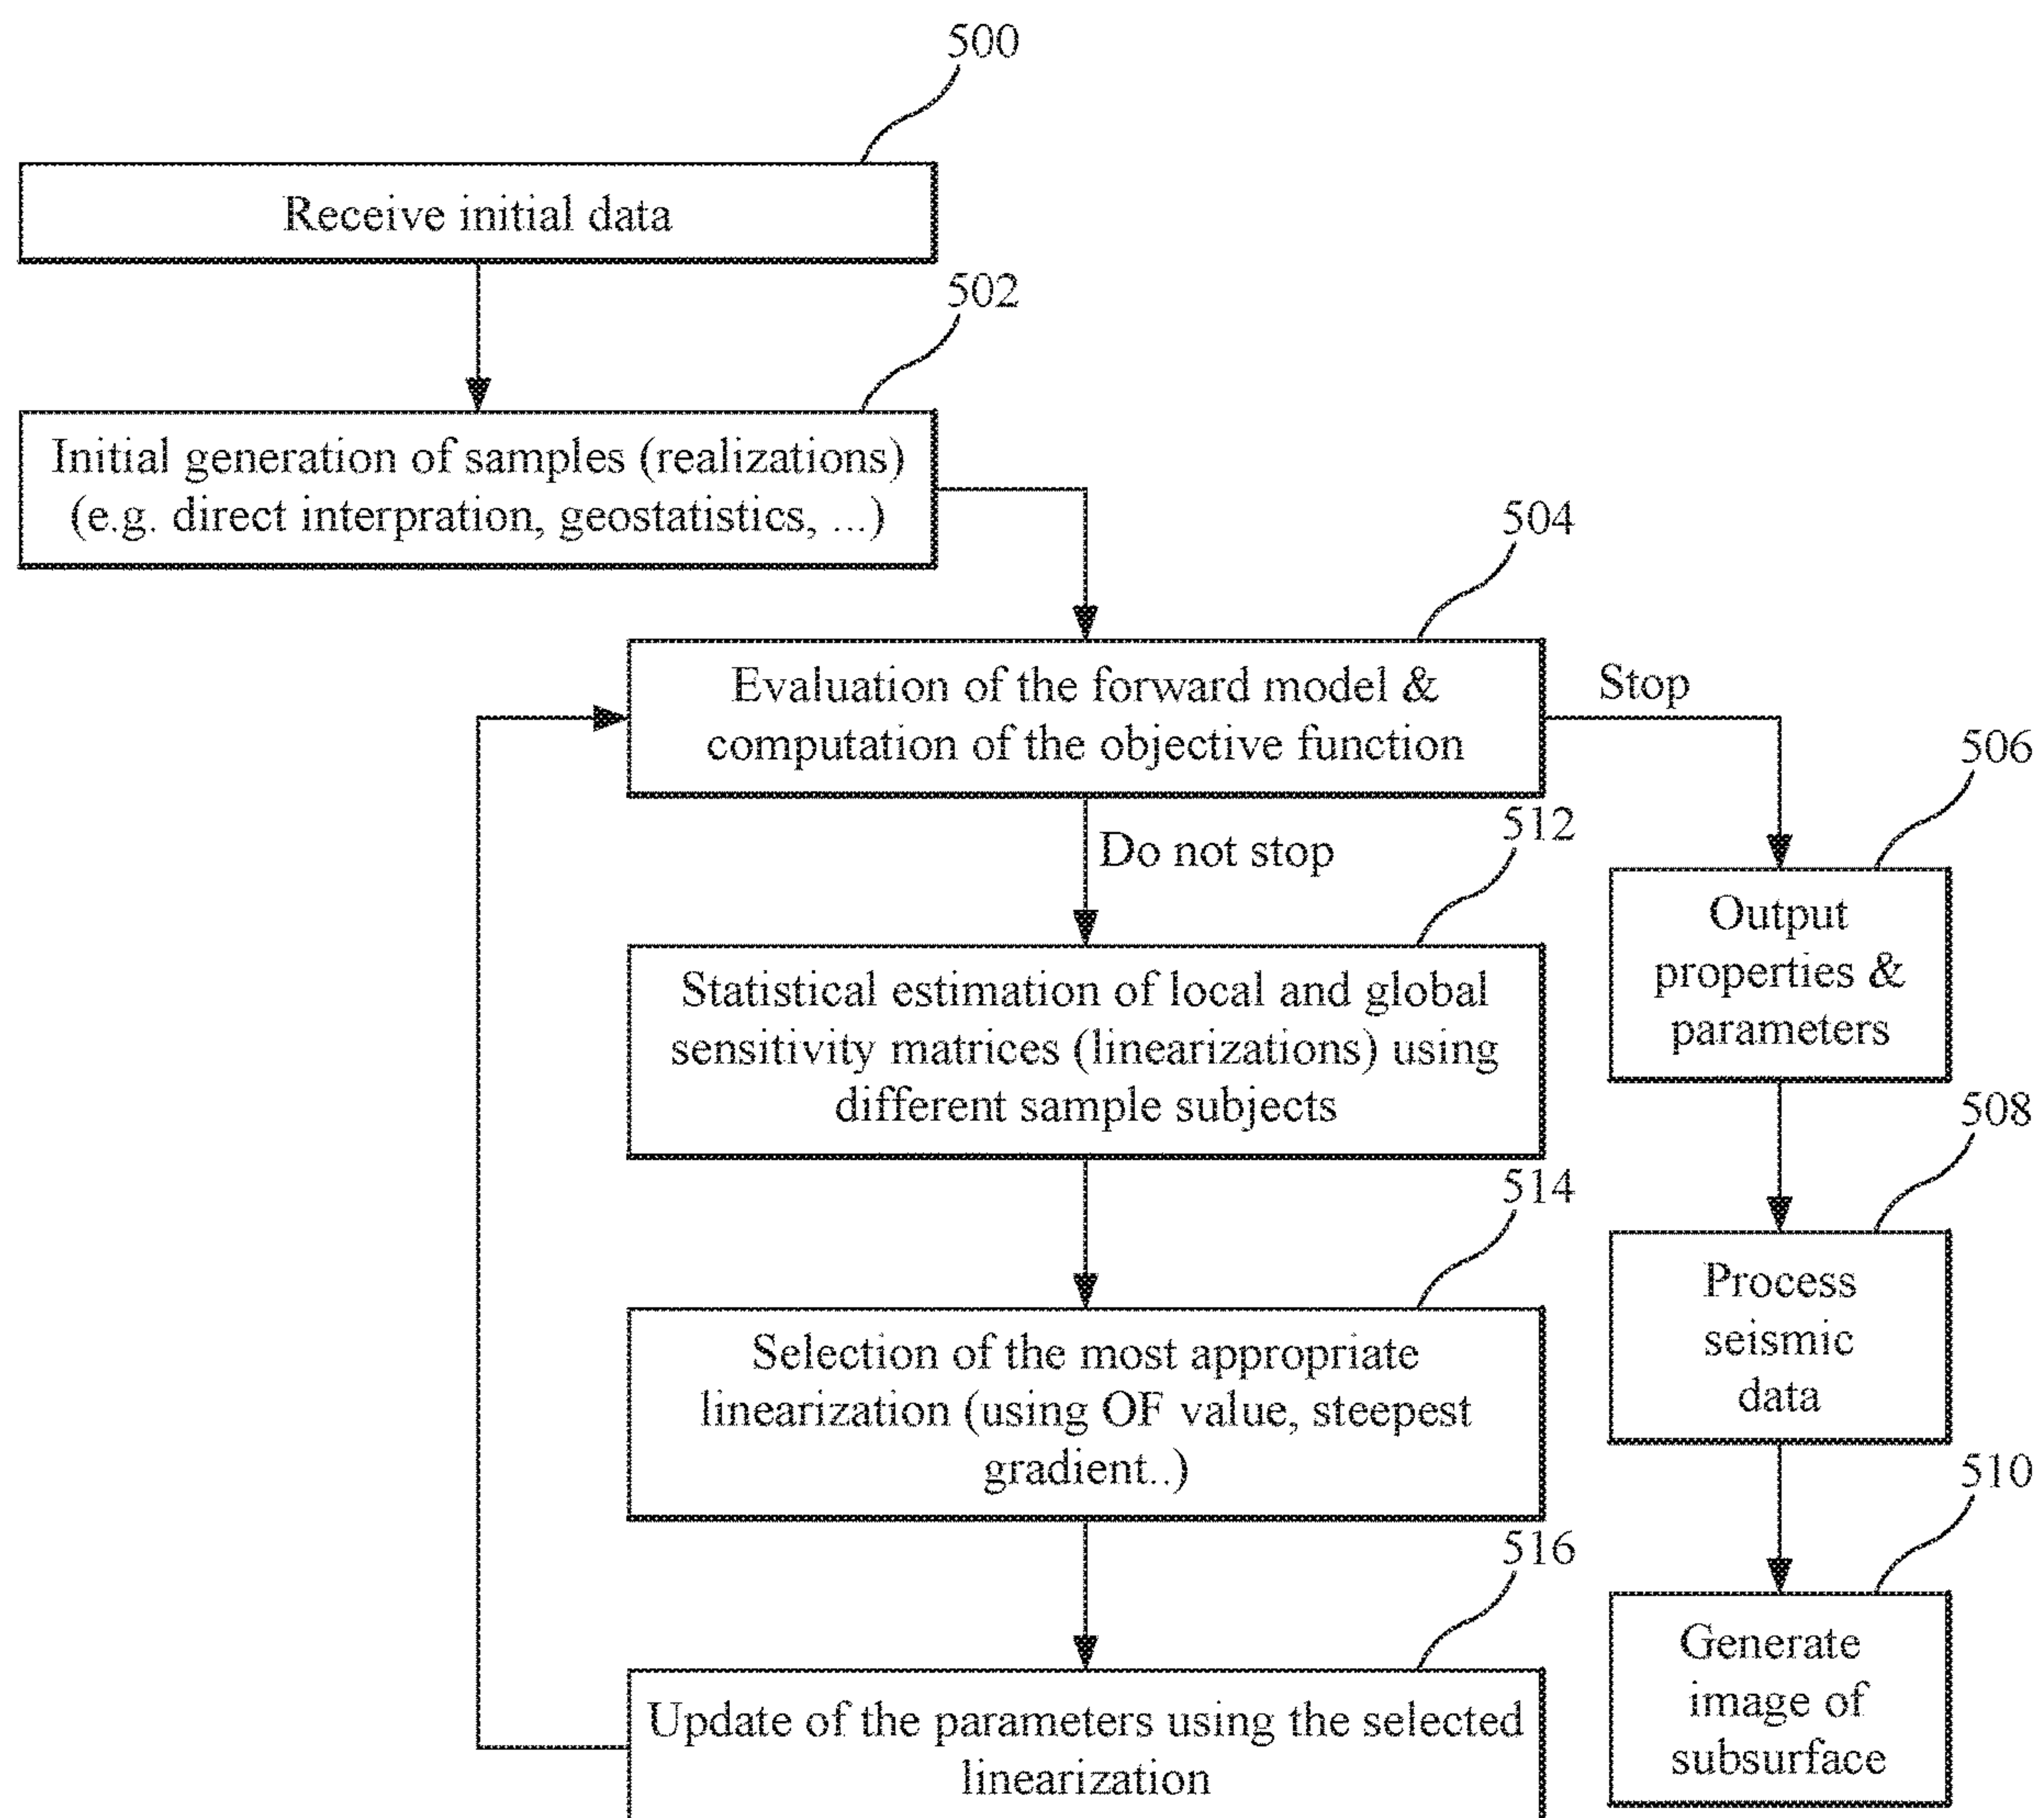 500
Receive initial data
502
Initial generation of samples (realizations)
(e.g. direct interpration, geostatistics, ...)
504
Evaluation of the forward model &
computation of the objective function
Stop
506
Output
properties &
parameters
Do not stop
512
Statistical estimation of local and global
sensitivity matrices (linearizations) using
different sample subjects
508
Process
seismic
data
514
Selection of the most appropriate
linearization (using OF value, steepest
gradient..)
510
Generate
image of
subsurface
516
Update of the parameters using the selected
linearization